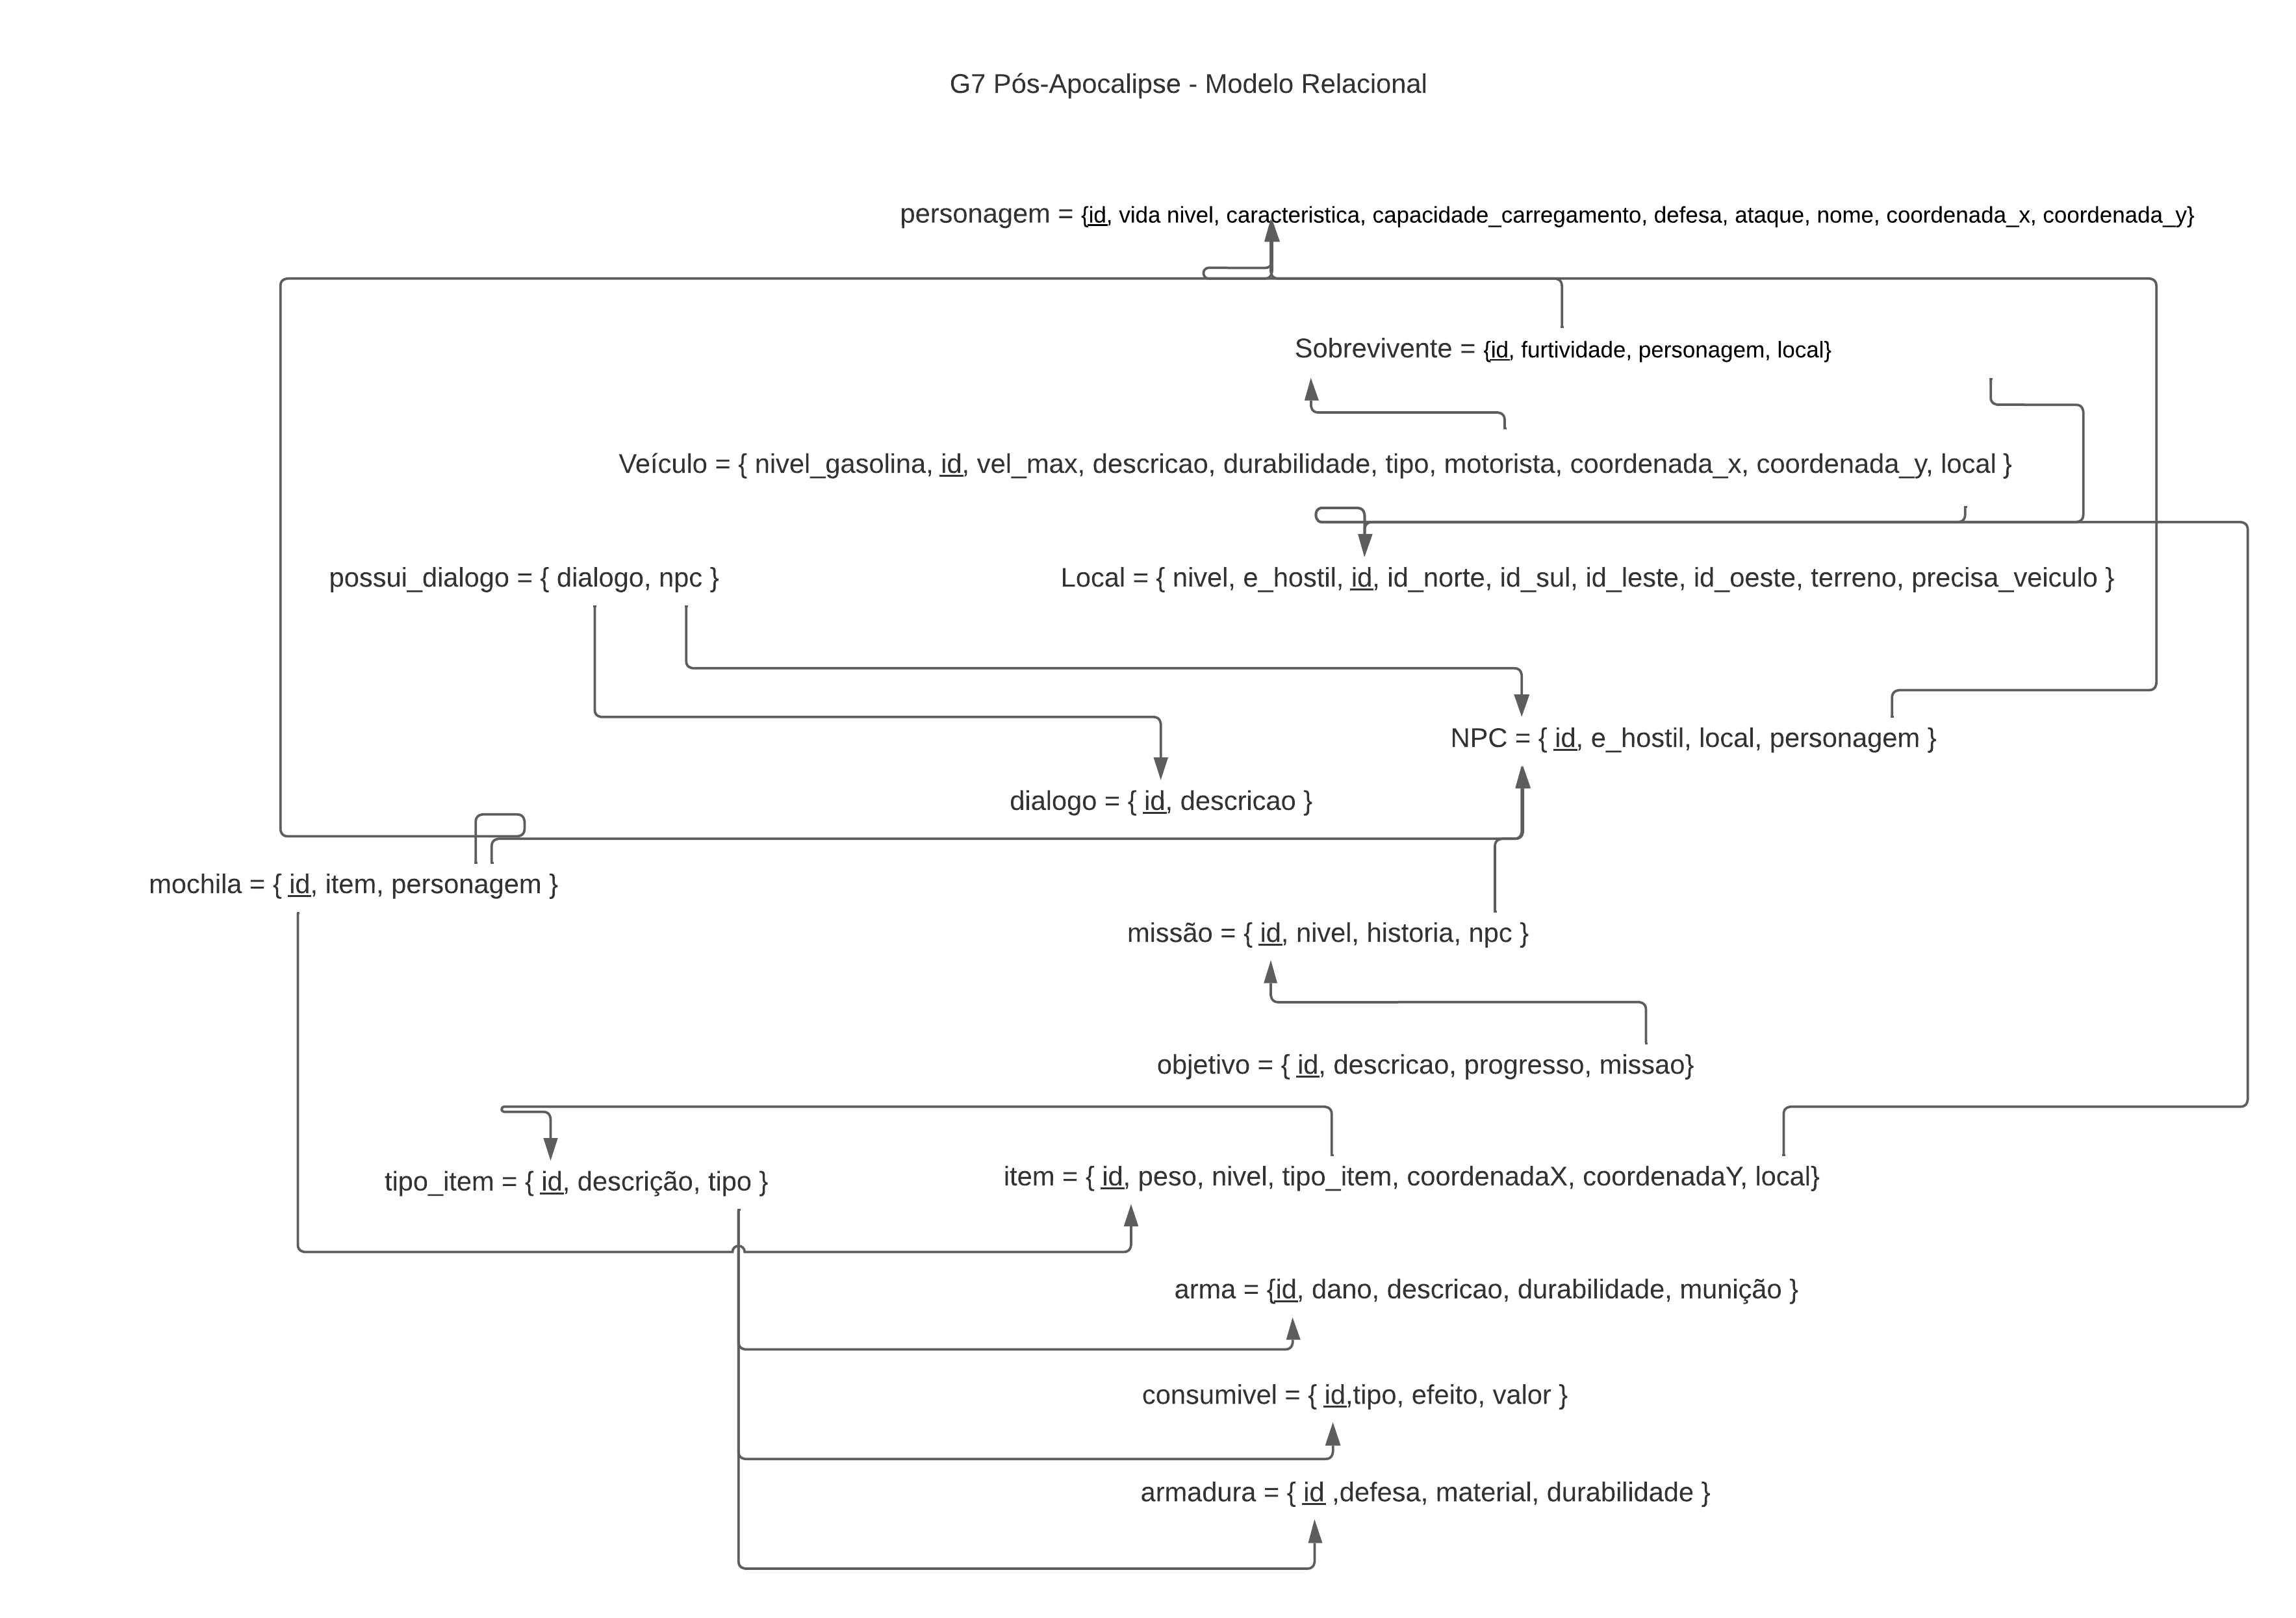 G7 Pós-Apocalipse - Modelo Relacional
personagem = {id, vida nivel, caracteristica, capacidade_carregamento, defesa, ataque, nome, coordenada_x, coordenada_y}
Sobrevivente = {id, furtividade, personagem, local}
Veículo = { nivel_gasolina, id, vel_max, descricao, durabilidade, tipo, motorista, coordenada_x, coordenada_y, local }
possui_dialogo = { dialogo, npc }
Local = { nivel, e_hostil, id, id_norte, id_sul, id_leste, id_oeste, terreno, precisa_veiculo }
NPC = { id, e_hostil, local, personagem }
dialogo = { id, descricao }
mochila = { id, item, personagem }
missão = { id, nivel, historia, npc }
objetivo = { id, descricao, progresso, missao}
tipo_item = { id, descrição, tipo }
item = { id, peso, nivel, tipo_item, coordenadaX, coordenadaY, local}
arma = {id, dano, descricao, durabilidade, munição }
consumivel = { id,tipo, efeito, valor }
armadura = { id ,defesa, material, durabilidade }